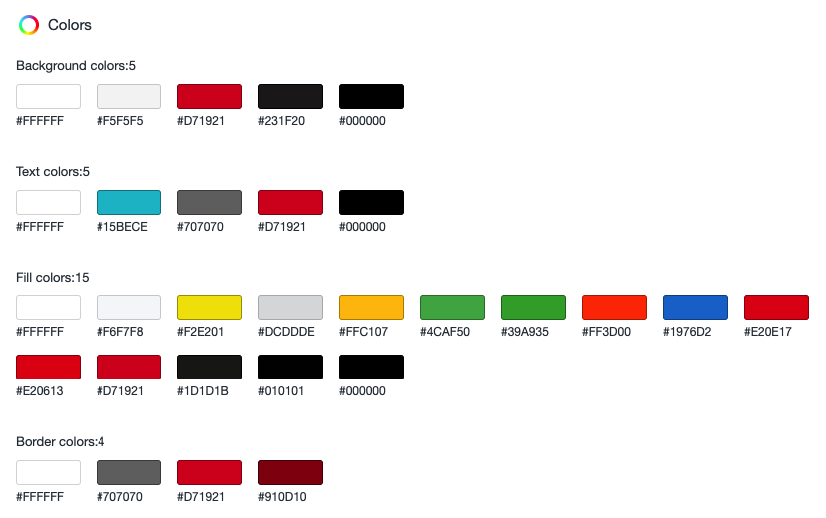 Colors
Background colors:5
#FFFFFF #F5F5F5 #D71921 #231F20 #000000
Text colors:5
#FFFFFF #15BECE #707070 #D71921 #000000
Fill colors:15
#FFFFFF #F6F7F8 #F2E201 #DCDDDE #FFC107 #4CAF50 #39A935 #FF3D00 #1976D2 #E20E17
#E20613 #D71921 #1D1D1B #010101 #000000
Border colors:4
#FFFFFF #707070 #D71921 #910D10